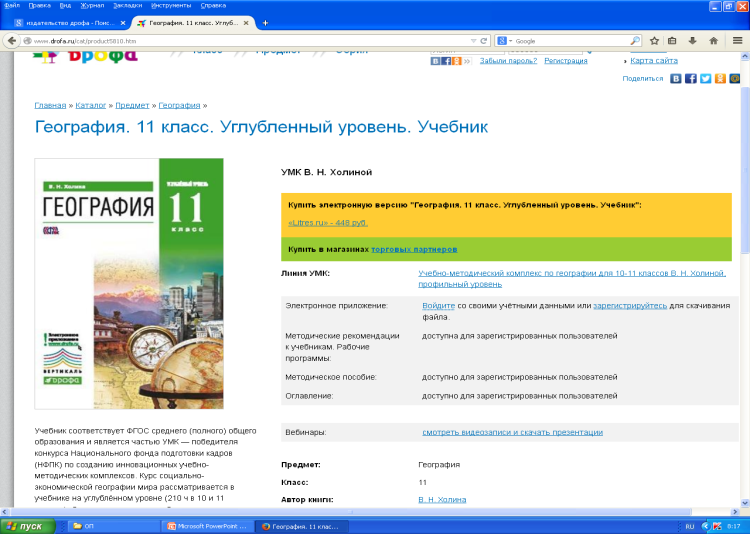 Файл Правка Вид Журнал Закладки Инструменты Справка
издательство дрофа - Поис...
География. 11 класс. Углуб...
www.drofa.ru/cat/product5810.htm
Google
дрофа
Забыли пароль? Регистрация
Карта сайта
Поделиться
Главная » Каталог » Предмет » География »
География. 11 класс. Углубленный уровень. Учебник
В. Н. Холина
ГЕОГРАФИЯ
11
КЛАСС
Электронное
приложение
www.drofa.ru
ВЕРТИКАЛЬ
дрофа
УМК В. Н. Холиной
Купить электронную версию "География. 11 класс. Углубленный уровень. Учебник":
«Litres.ru» - 448 руб.
Купить в магазинах торговых партнеров
Линия УМК: Учебно-методический комплекс по географии для 10-11 классов В. Н. Холиной.
профильный уровень
Электронное приложение: Войдите со своими учётными данными или зарегистрируйтесь для скачивания
файла.
Методические рекомендации доступна для зарегистрированных пользователей
к учебникам. Рабочие
программы:
Методическое пособие: доступно для зарегистрированных пользователей
Оглавление: доступно для зарегистрированных пользователей
Вебинары: смотреть видеозаписи и скачать презентации
Предмет: География
Класс: 11
Автор книги: В. Н. Холина
Учебник соответствует ФГОС среднего (полного) общего
образования и является частью УМК — победителя
конкурса Национального фонда подготовки кадров
(НФПК) по созданию инновационных учебно-
методических комплексов. Курс социально-
экономической географии мира рассматривается в
учебнике на углублённом уровне (210 ч в 10 и 11
пуск
ОП
Microsoft PowerPoint ...
География. 11 клас...
RU
8:17